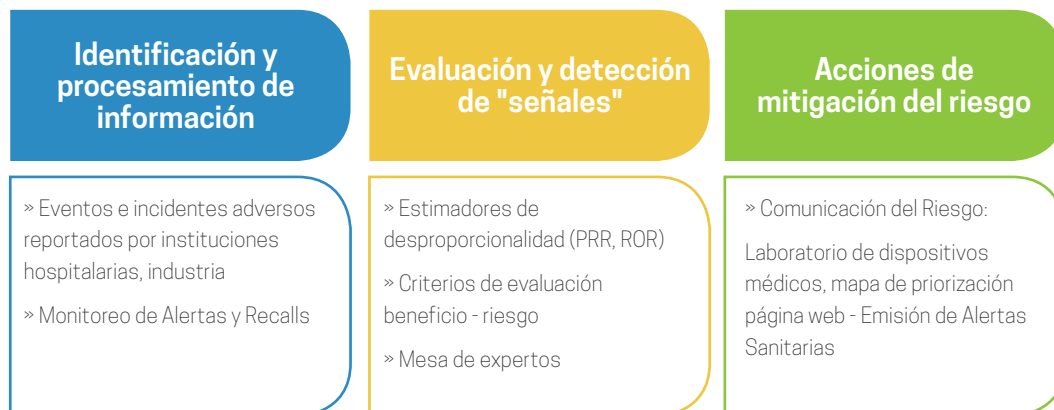 Identificación y
procesamiento de
información
» Eventos e incidentes adversos
reportados por instituciones
hospitalarias, industria
» Monitoreo de Alertas y Recalls
Evaluación y detección
de "señales"
» Estimadores de
desproporcionalidad (PRR, ROR)
» Criterios de evaluación
beneficio - riesgo
» Mesa de expertos
Acciones de
mitigación del riesgo
» Comunicación del Riesgo:
Laboratorio de dispositivos
médicos, mapa de priorización
página web - Emisión de Alertas
Sanitarias